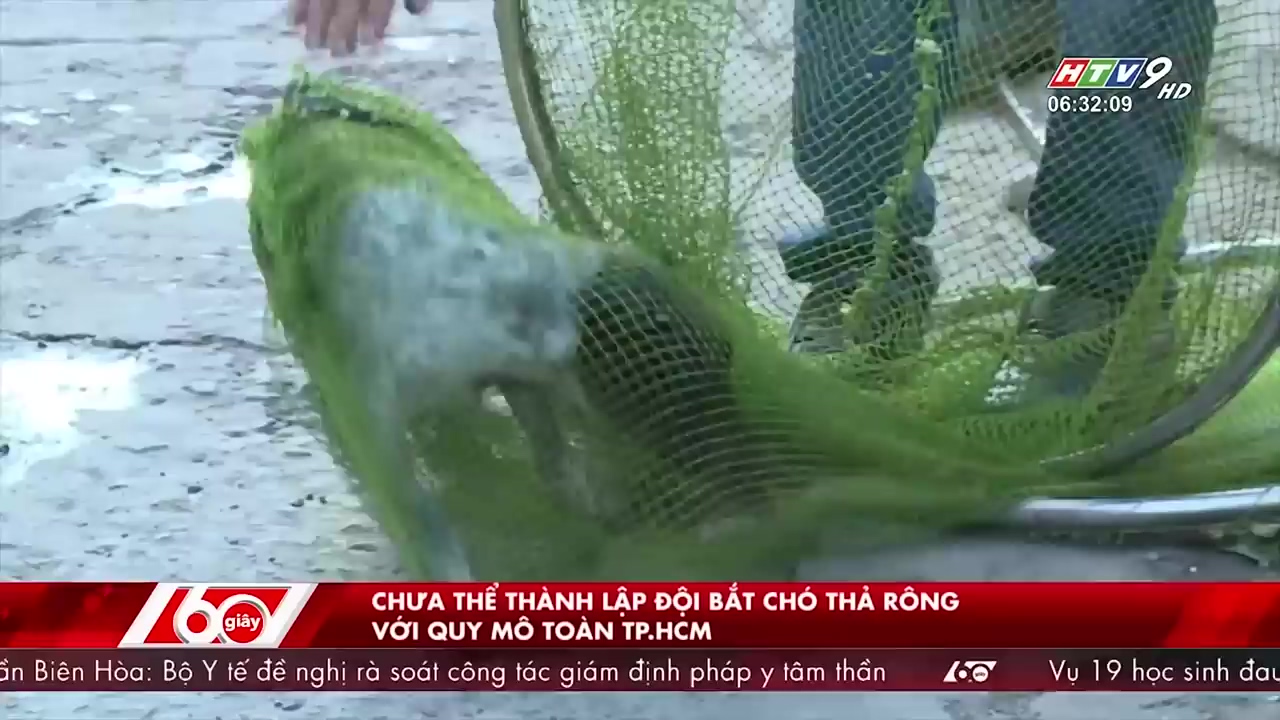 HTV9 HD
06:32:09
60 giây
CHƯA THỂ THÀNH LẬP ĐỘI BẮT CHÓ THẢ RÔNG
VỚI QUY MÔ TOÀN TP.HCM
Biên Hòa: Bộ Y tế đề nghị rà soát công tác giám định pháp y tâm thần 60 giây Vụ 19 học sinh